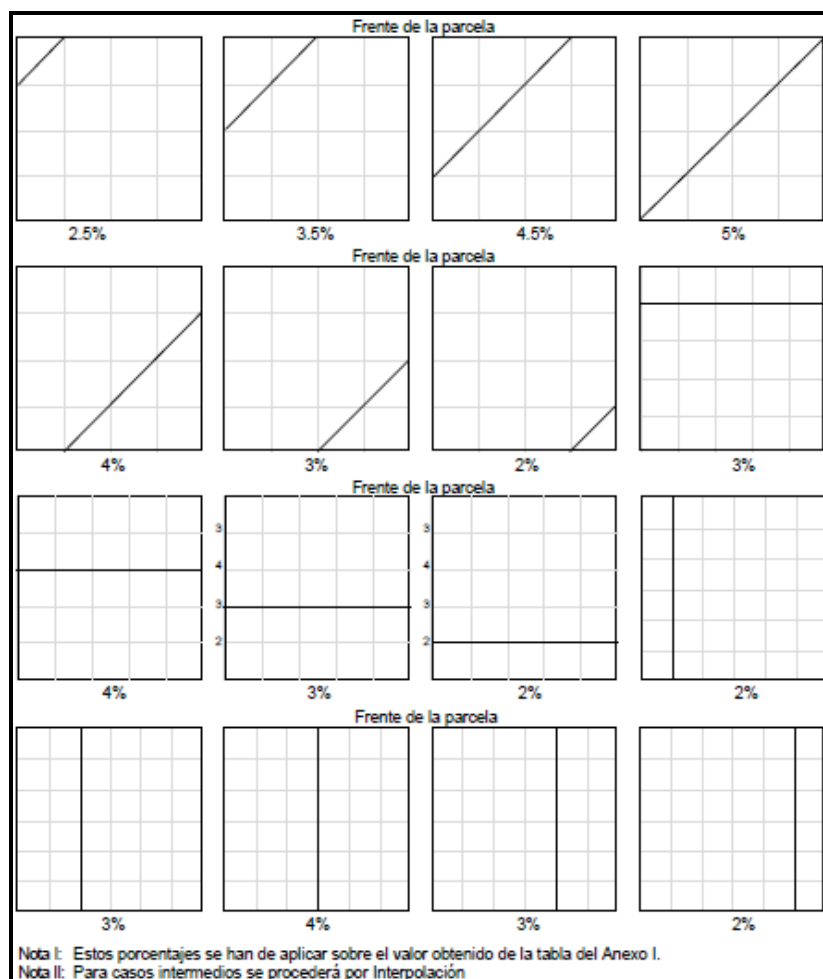 Frente de la parcela
2.5% 3.5% 4.5% 5%
Frente de la parcela
4% 3% 2% 3%
Frente de la parcela
3 3
4 4
3 3
2 2
4% 3% 2% 2%
Frente de la parcela
3% 4% 3% 2%
Nota I: Estos porcentajes se han de aplicar sobre el valor obtenido de la tabla del Anexo I.
Nota II: Para casos intermedios se procederá por Interpolación